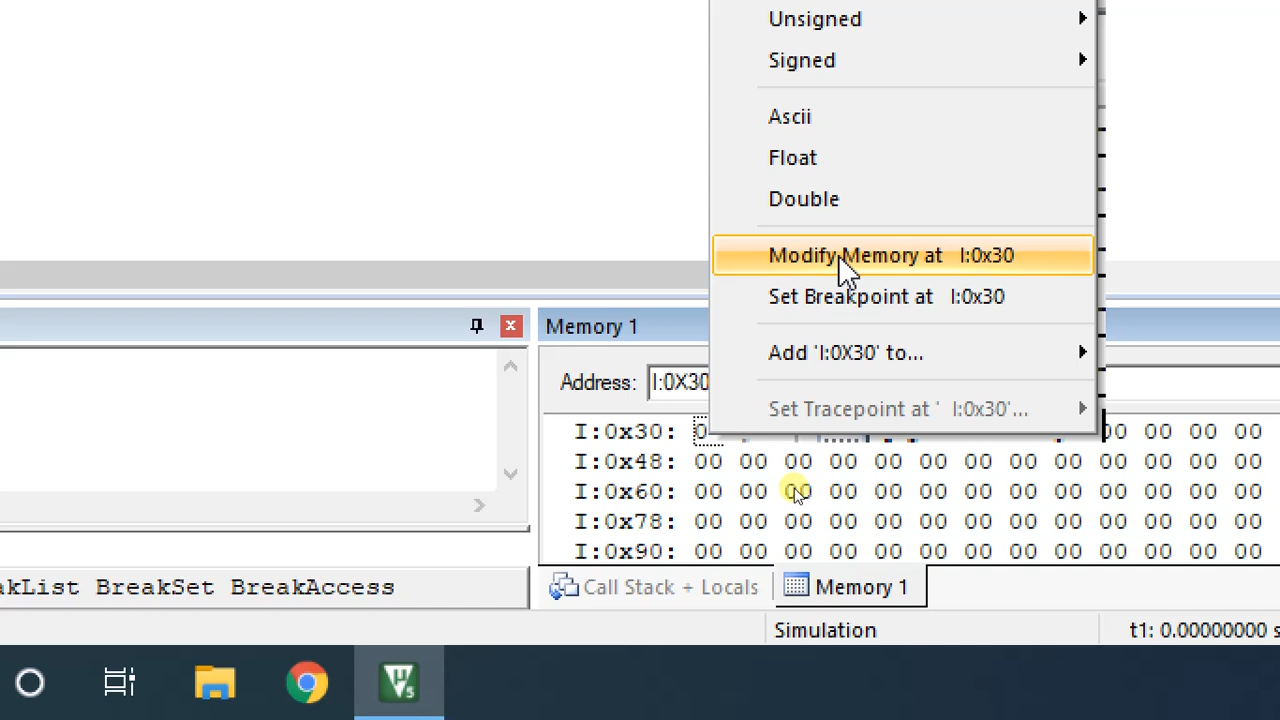 Unsigned
Signed
Ascii
Float
Double
Modify Memory at I:0x30
Set Breakpoint at I:0x30
Add 'I:0X30' to...
Set Tracepoint at ' I:0x30'...
Memory 1
Address: I:0X30
I:0x30: 00 00 00 00
I:0x48: 00 00 00 00 00 00 00 00 00 00 00 00 00
I:0x60: 00 00 00 00 00 00 00 00 00 00 00 00 00
I:0x78: 00 00 00 00 00 00 00 00 00 00 00 00 00
I:0x90: 00 00 00 00 00 00 00 00 00 00 00 00 00
akList BreakSet BreakAccess
Call Stack + Locals
Memory 1
Simulation
t1: 0.00000000 s